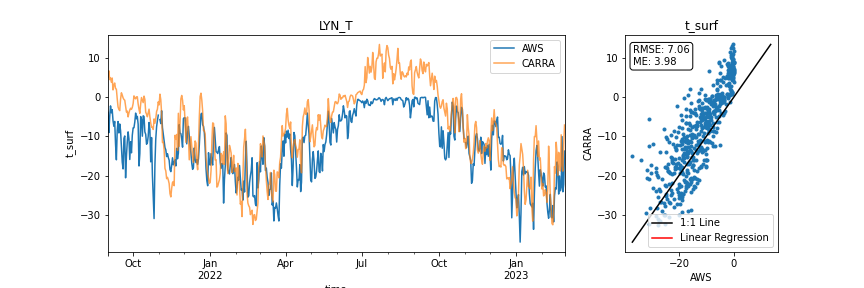 LYN_T
t_surf
10
0
−10
−20
−30
t_surf
AWS
CARRA
Oct
Jan
2022
Apr
Jul
Oct
Jan
2023
time
RMSE: 7.06
ME: 3.98
10
0
−10
−20
−30
CARRA
1:1 Line
Linear Regression
−20
0
AWS